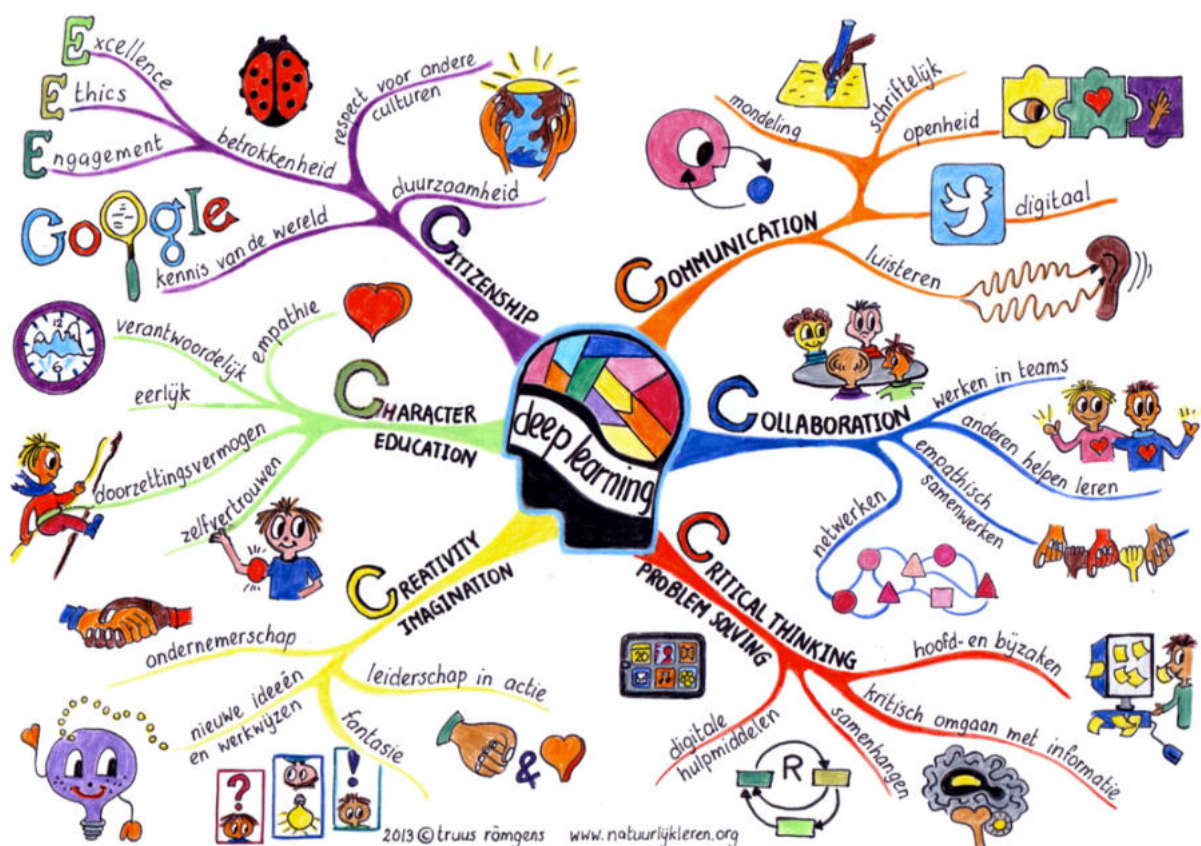 deep learning
CITIZENSHIP
Excellence
Ethics
Engagement
betrokkenheid
respect voor andere
culturen
duurzaamheid
kennis van de wereld
Google
COMMUNICATION
mondeling
schriftelijk
openheid
digitaal
luisteren
CHARACTER
EDUCATION
empathie
verantwoordelijk
12
6
eerlijk
doorzettingsvermogen
zelfvertrouwen
COLLABORATION
werken in teams
anderen helpen leren
empathisch
samenwerken
netwerken
CREATIVITY
IMAGINATION
ondernemerschap
nieuwe ideeën
en werkwijzen
fantasie
leiderschap in actie
&
?
!
CRITICAL THINKING
PROBLEM SOLVING
hoofd- en bijzaken
kritisch omgaan met informatie
samenhangen
digitale
hulpmiddelen
20
R
2013 © truus römgens www.natuurlijkleren.org